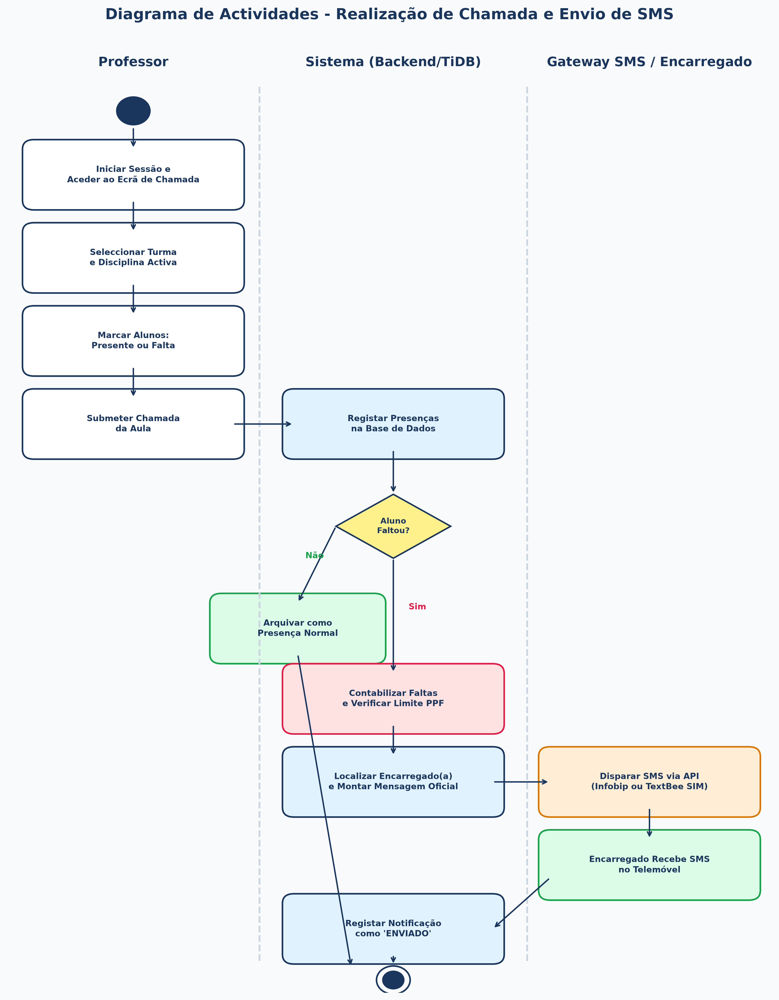 Diagrama de Actividades - Realização de Chamada e Envio de SMS
Professor
Sistema (Backend/TiDB)
Gateway SMS / Encarregado
Iniciar Sessão e
Aceder ao Ecrã de Chamada
Seleccionar Turma
e Disciplina Activa
Marcar Alunos:
Presente ou Falta
Submeter Chamada
da Aula
Registar Presenças
na Base de Dados
Aluno
Faltou?
Não
Sim
Arquivar como
Presença Normal
Contabilizar Faltas
e Verificar Limite PPF
Localizar Encarregado(a)
e Montar Mensagem Oficial
Disparar SMS via API
(Infobip ou TextBee SIM)
Encarregado Recebe SMS
no Telemóvel
Registar Notificação
como 'ENVIADO'